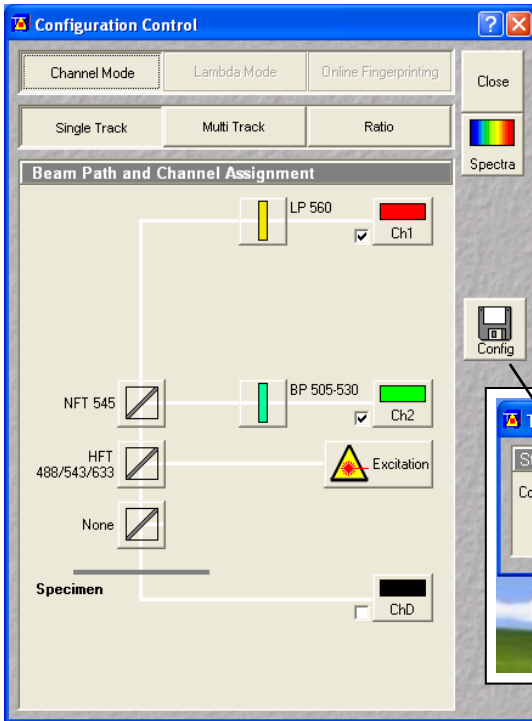 Configuration Control
Channel Mode
Lambda Mode
Online Fingerprinting
Close
Single Track
Multi Track
Ratio
Spectra
Beam Path and Channel Assignment
LP 560
Ch1
Config
NFT 545
BP 505-530
Ch2
HFT
488/543/633
Excitation
None
Specimen
ChD